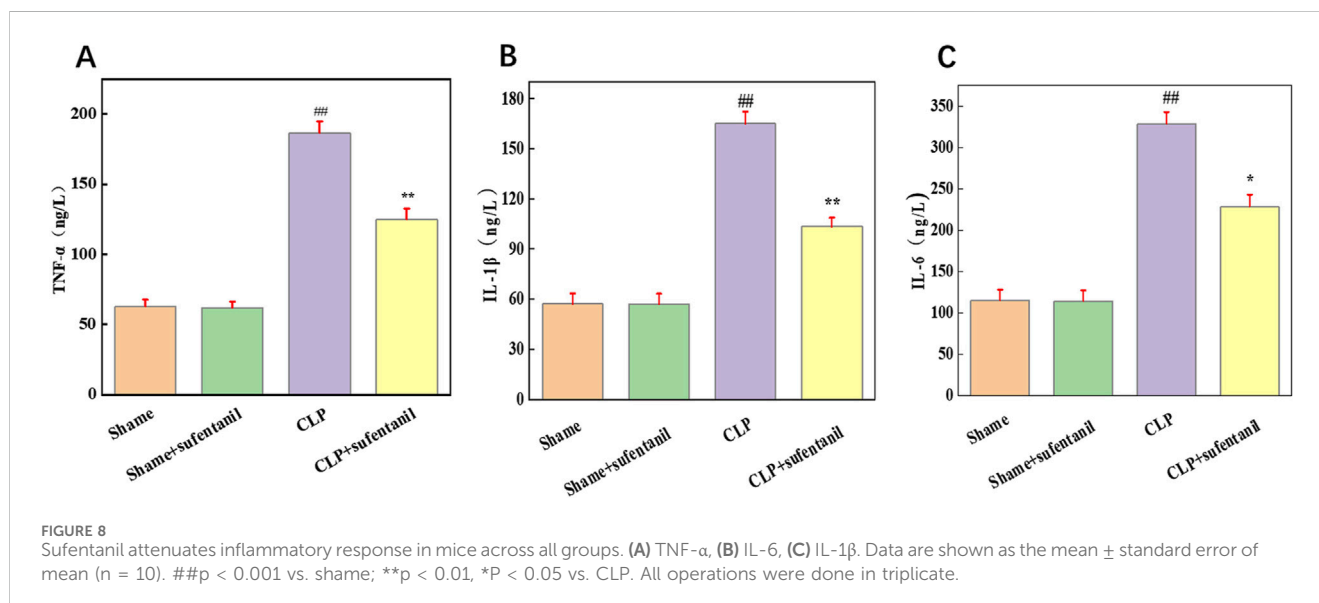 A
TNF-α (ng/L)
200
150
100
50
0
##
**
Shame
Shame+sufentanil
CLP
CLP+sufentanil
B
IL-1β (ng/L)
180
150
120
90
60
30
0
##
**
Shame
Shame+sufentanil
CLP
CLP+sufentanil
C
IL-6 (ng/L)
350
300
250
200
150
100
50
0
##
*
Shame
Shame+sufentanil
CLP
CLP+sufentanil
FIGURE 8
Sufentanil attenuates inflammatory response in mice across all groups. (A) TNF-α, (B) IL-6, (C) IL-1β. Data are shown as the mean ± standard error of
mean (n = 10). ##p < 0.001 vs. shame; **p < 0.01, *P < 0.05 vs. CLP. All operations were done in triplicate.